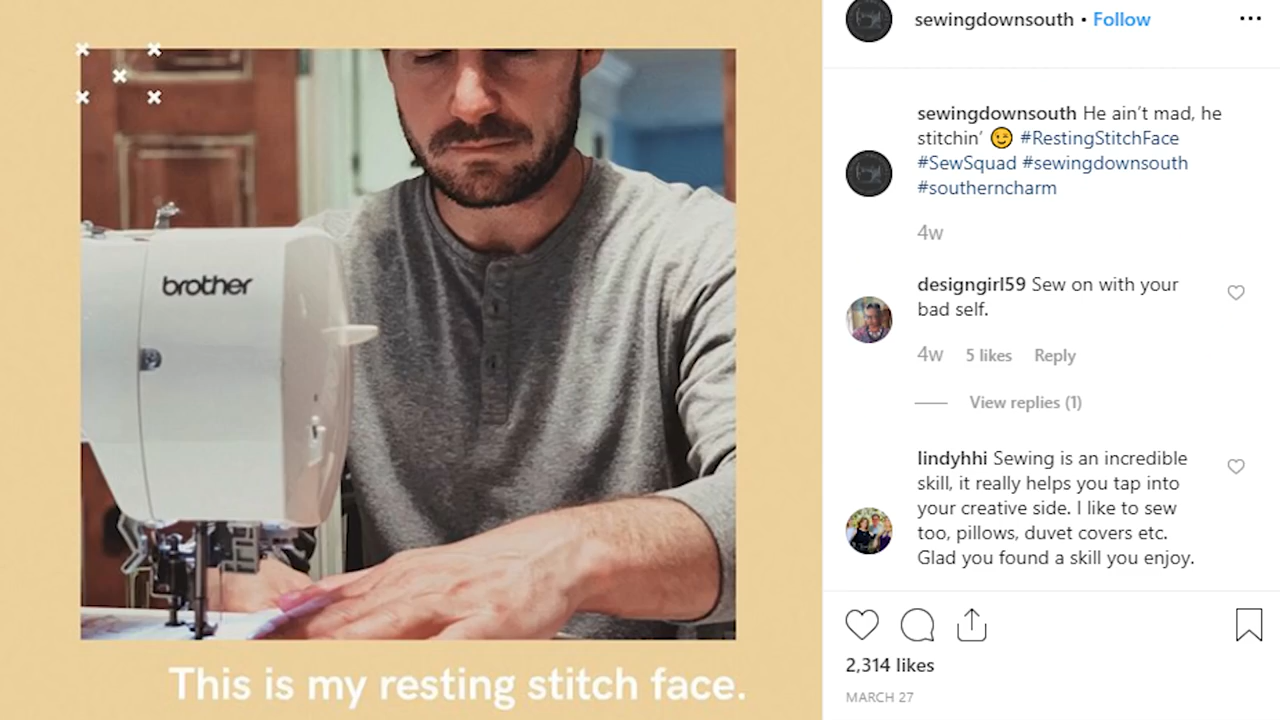 brother
This is my resting stitch face.
sewingdownsouth • Follow
sewingdownsouth He ain't mad, he
stitchin' 😉 #RestingStitchFace
#SewSquad #sewingdownsouth
#southerncharm
4w
designgirl59 Sew on with your
bad self.
4w 5 likes Reply
View replies (1)
lindyhhi Sewing is an incredible
skill, it really helps you tap into
your creative side. I like to sew
too, pillows, duvet covers etc.
Glad you found a skill you enjoy.
2,314 likes
MARCH 27